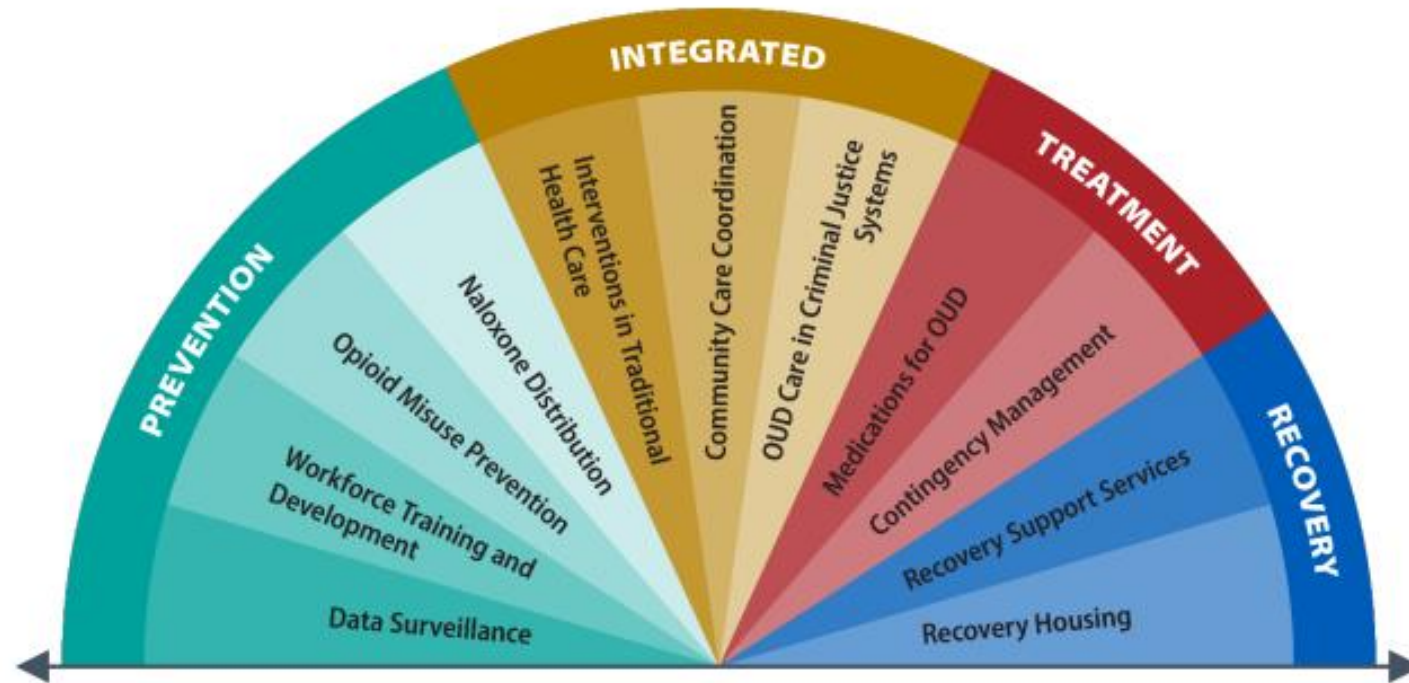 PREVENTION
Data Surveillance
Workforce Training and
Development
Opioid Misuse Prevention
Naloxone Distribution
INTEGRATED
Interventions in Traditional
Health Care
Community Care Coordination
OUD Care in Criminal Justice
Systems
TREATMENT
Medications for OUD
Contingency Management
RECOVERY
Recovery Support Services
Recovery Housing